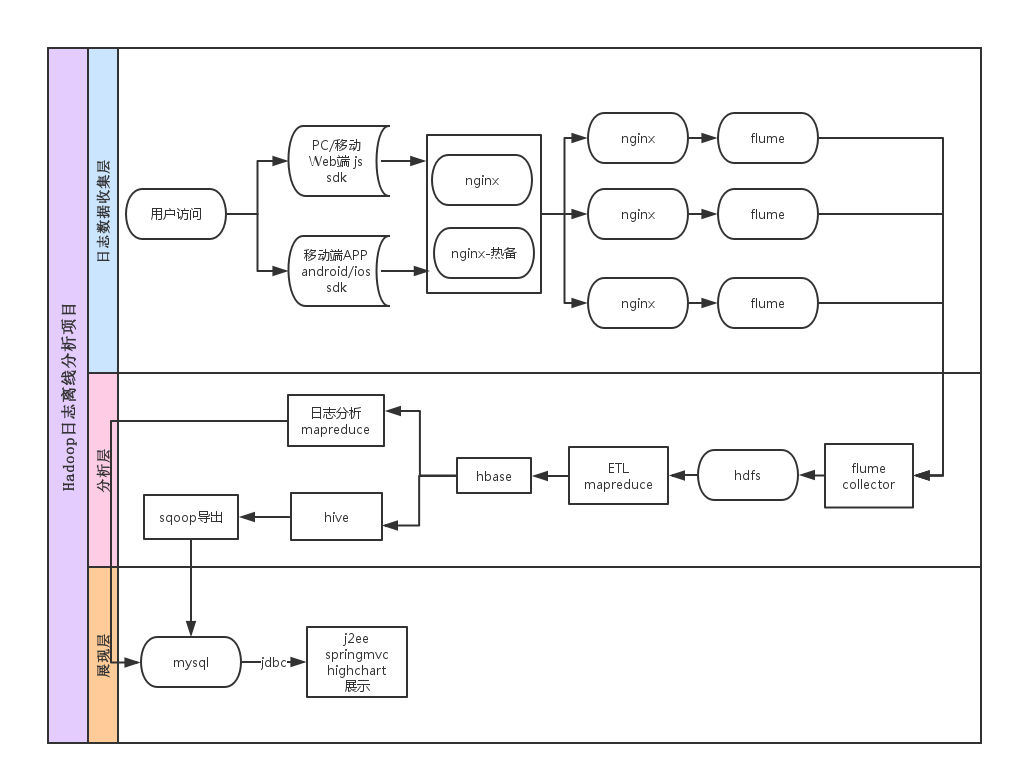 Hadoop日志离线分析项目
日志数据收集层
用户访问
PC/移动
Web端 js
sdk
移动端APP
android/ios
sdk
nginx
nginx-热备
nginx
flume
nginx
flume
nginx
flume
分析层
日志分析
mapreduce
sqoop导出
hive
hbase
ETL
mapreduce
hdfs
flume
collector
展现层
mysql
jdbc
j2ee
springmvc
highchart
展示